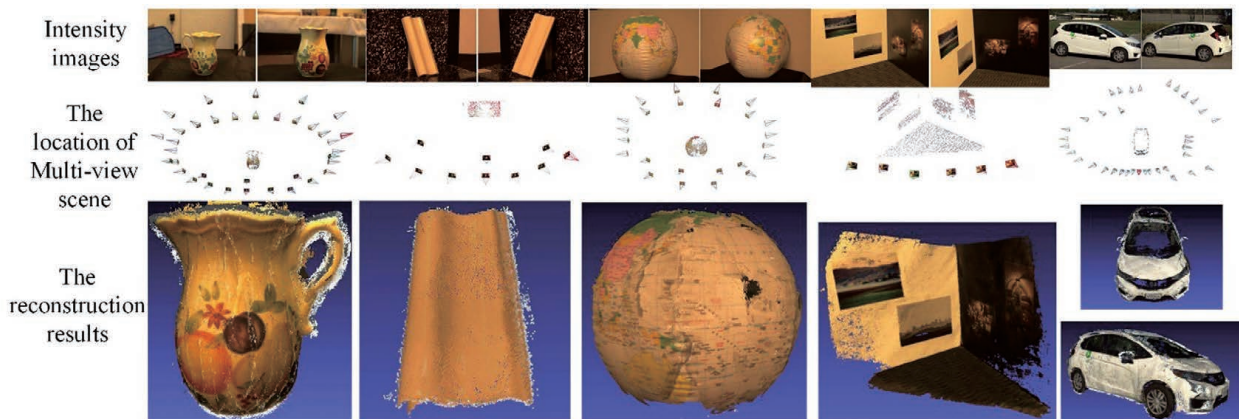 Intensity
images
The
location of
Multi-view
scene
The
reconstruction
results